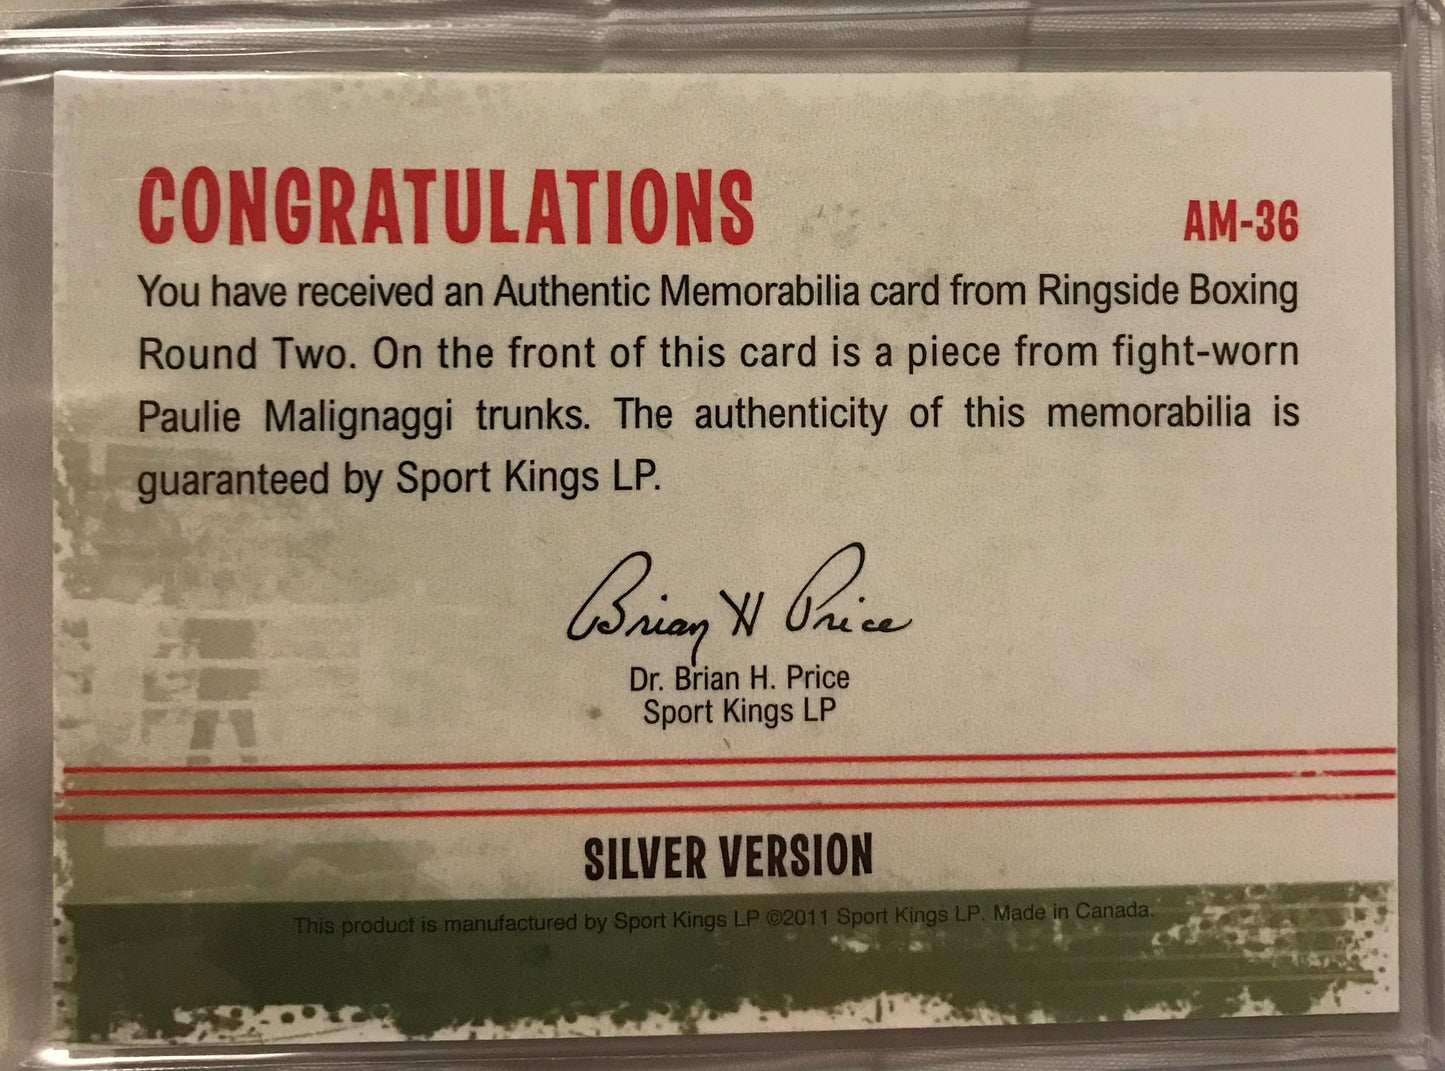 CONGRATULATIONS
AM-36
You have received an Authentic Memorabilia card from Ringside Boxing
Round Two. On the front of this card is a piece from fight-worn
Paulie Malignaggi trunks. The authenticity of this memorabilia is
guaranteed by Sport Kings LP.
Brian H Price
Dr. Brian H. Price
Sport Kings LP
SILVER VERSION
This product is manufactured by Sport Kings LP ©2011 Sport Kings LP. Made in Canada.